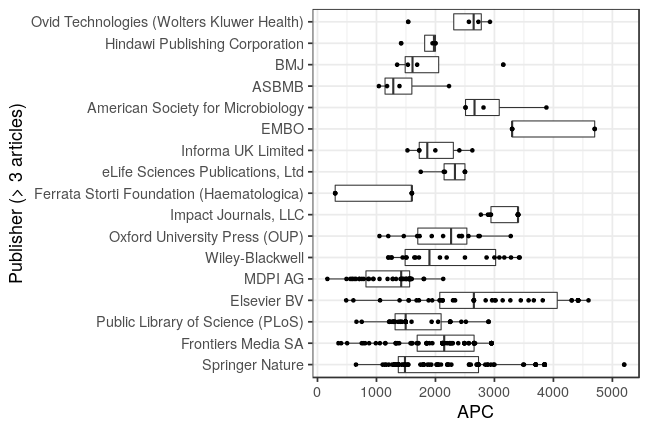 Publisher (> 3 articles)
Ovid Technologies (Wolters Kluwer Health)
Hindawi Publishing Corporation
BMJ
ASBMB
American Society for Microbiology
EMBO
Informa UK Limited
eLife Sciences Publications, Ltd
Ferrata Storti Foundation (Haematologica)
Impact Journals, LLC
Oxford University Press (OUP)
Wiley-Blackwell
MDPI AG
Elsevier BV
Public Library of Science (PLoS)
Frontiers Media SA
Springer Nature
0 1000 2000 3000 4000 5000
APC